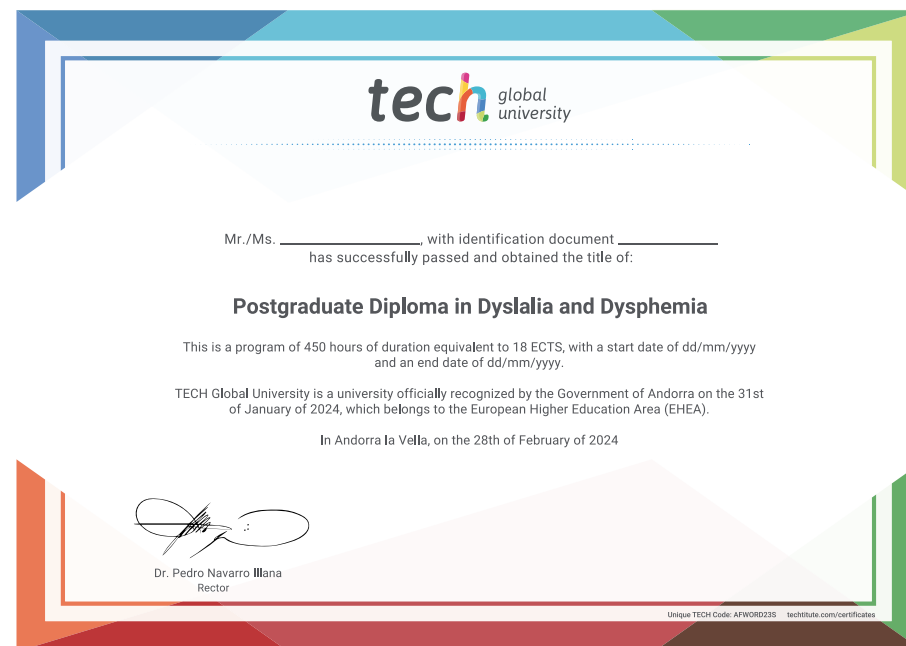 tech global
university
Mr./Ms. ____________________, with identification document ______________
has successfully passed and obtained the title of:
Postgraduate Diploma in Dyslalia and Dysphemia
This is a program of 450 hours of duration equivalent to 18 ECTS, with a start date of dd/mm/yyyy
and an end date of dd/mm/yyyy.
TECH Global University is a university officially recognized by the Government of Andorra on the 31st
of January of 2024, which belongs to the European Higher Education Area (EHEA).
In Andorra la Vella, on the 28th of February of 2024
Dr. Pedro Navarro Illana
Rector
Unique TECH Code: AFWORD23S techtitute.com/certificates